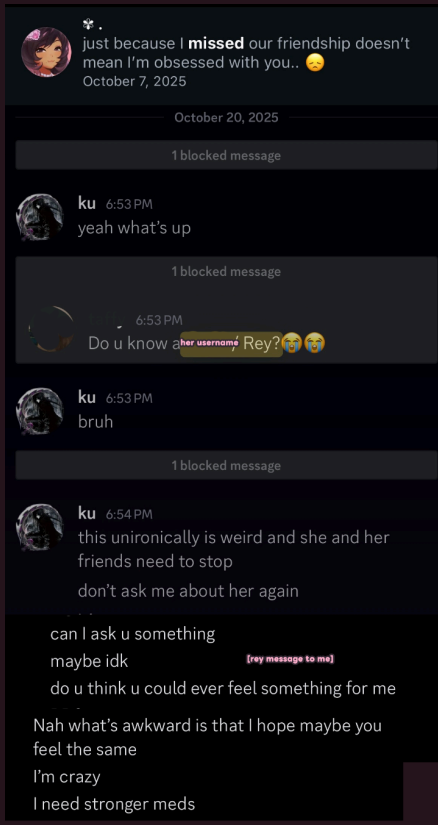 ✾ .
just because I missed our friendship doesn't
mean I'm obsessed with you.. 😞
October 7, 2025
October 20, 2025
1 blocked message
ku 6:53 PM
yeah what's up
1 blocked message
6:53 PM
Do u know a her username Rey?😭😭
ku 6:53 PM
bruh
1 blocked message
ku 6:54 PM
this unironically is weird and she and her
friends need to stop
don't ask me about her again
can I ask u something
maybe idk [rey message to me]
do u think u could ever feel something for me
Nah what's awkward is that I hope maybe you
feel the same
I'm crazy
I need stronger meds